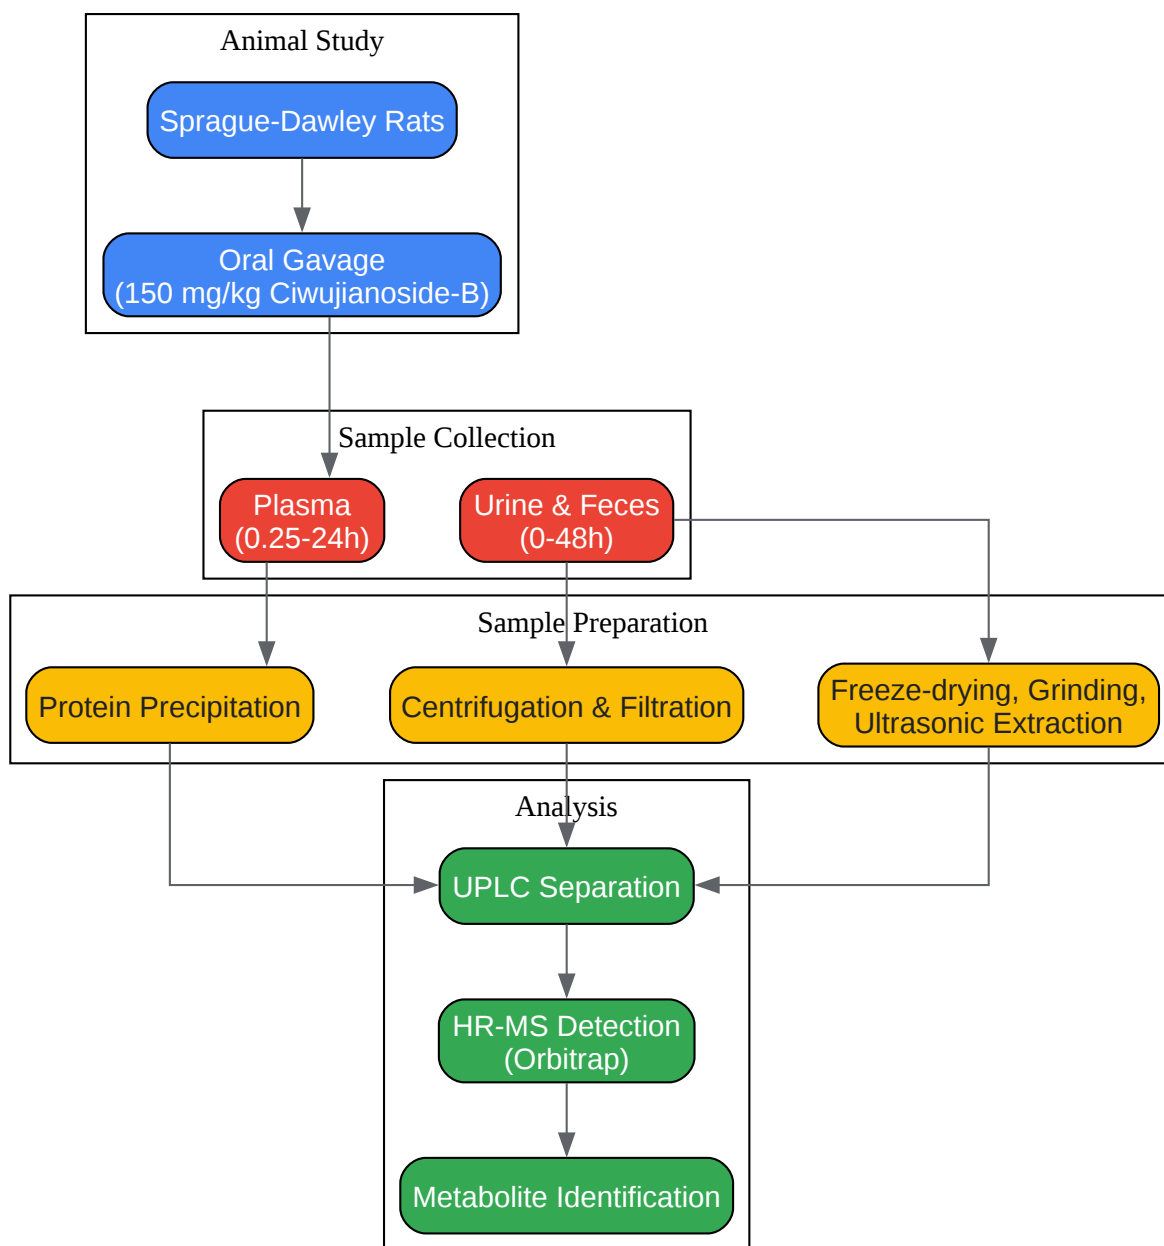 Animal Study
Sprague-Dawley Rats
Oral Gavage
(150 mg/kg Ciwujianoside-B)
Sample Collection
Plasma
(0.25-24h)
Urine & Feces
(0-48h)
Sample Preparation
Protein Precipitation
Centrifugation & Filtration
Freeze-drying, Grinding,
Ultrasonic Extraction
Analysis
UPLC Separation
HR-MS Detection
(Orbitrap)
Metabolite Identification